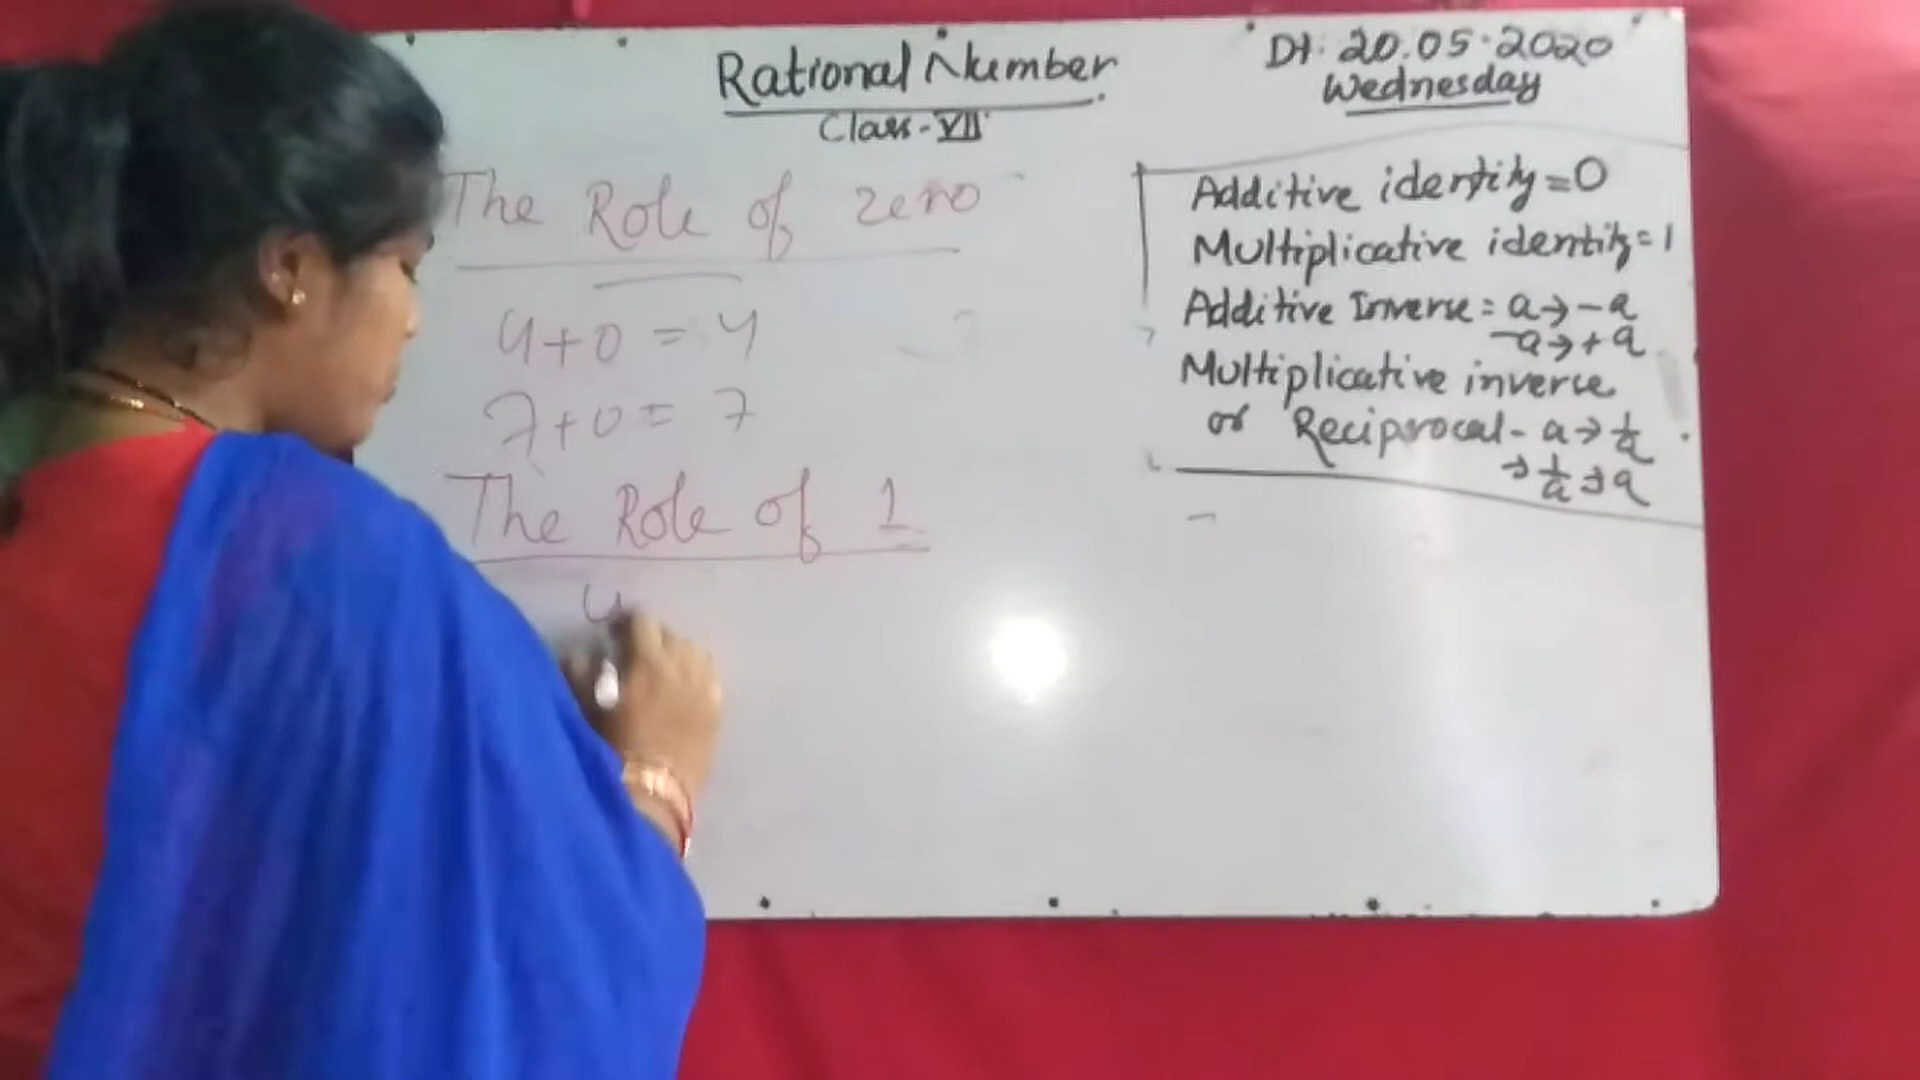 Rational Number
Class-VII
Dt: 20.05.2020
Wednesday
The Role of zero
4+0=4
7+0=7
The Role of 1
4
Additive identity=0
Multiplicative identity=1
Additive Inverse= a→-a
-a→+a
Multiplicative inverse
or Reciprocal- a→1/a
→1/a→a